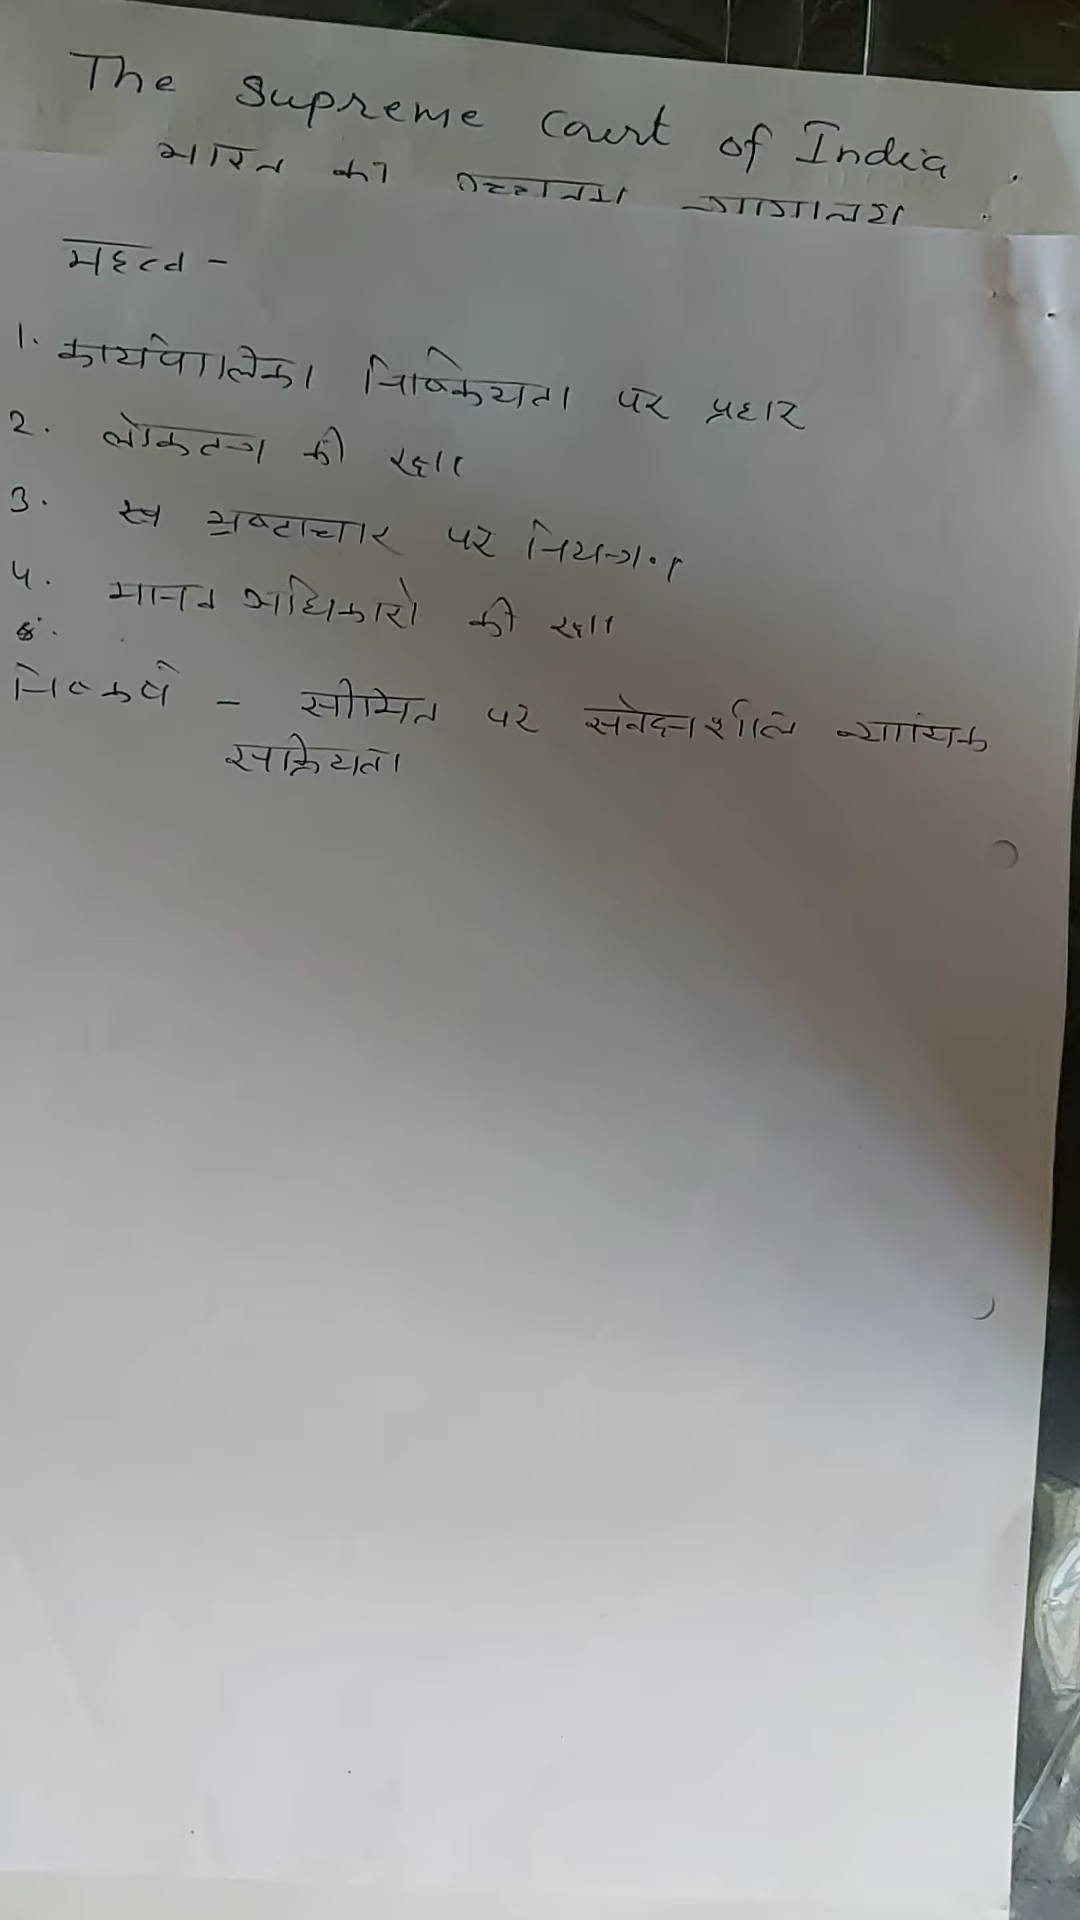 The Supreme Court of India.
भारत का उच्चतम न्यायालय.
महत्व -
1. कार्यपालिका निष्क्रियता पर प्रहार
2. लोकतन्त्र की रक्षा
3. भ्रष्टाचार पर नियन्त्रण
4. मानव अधिकारो की रक्षा
निष्कर्ष - सीमित पर संवेदनशील न्यायिक
सक्रियता